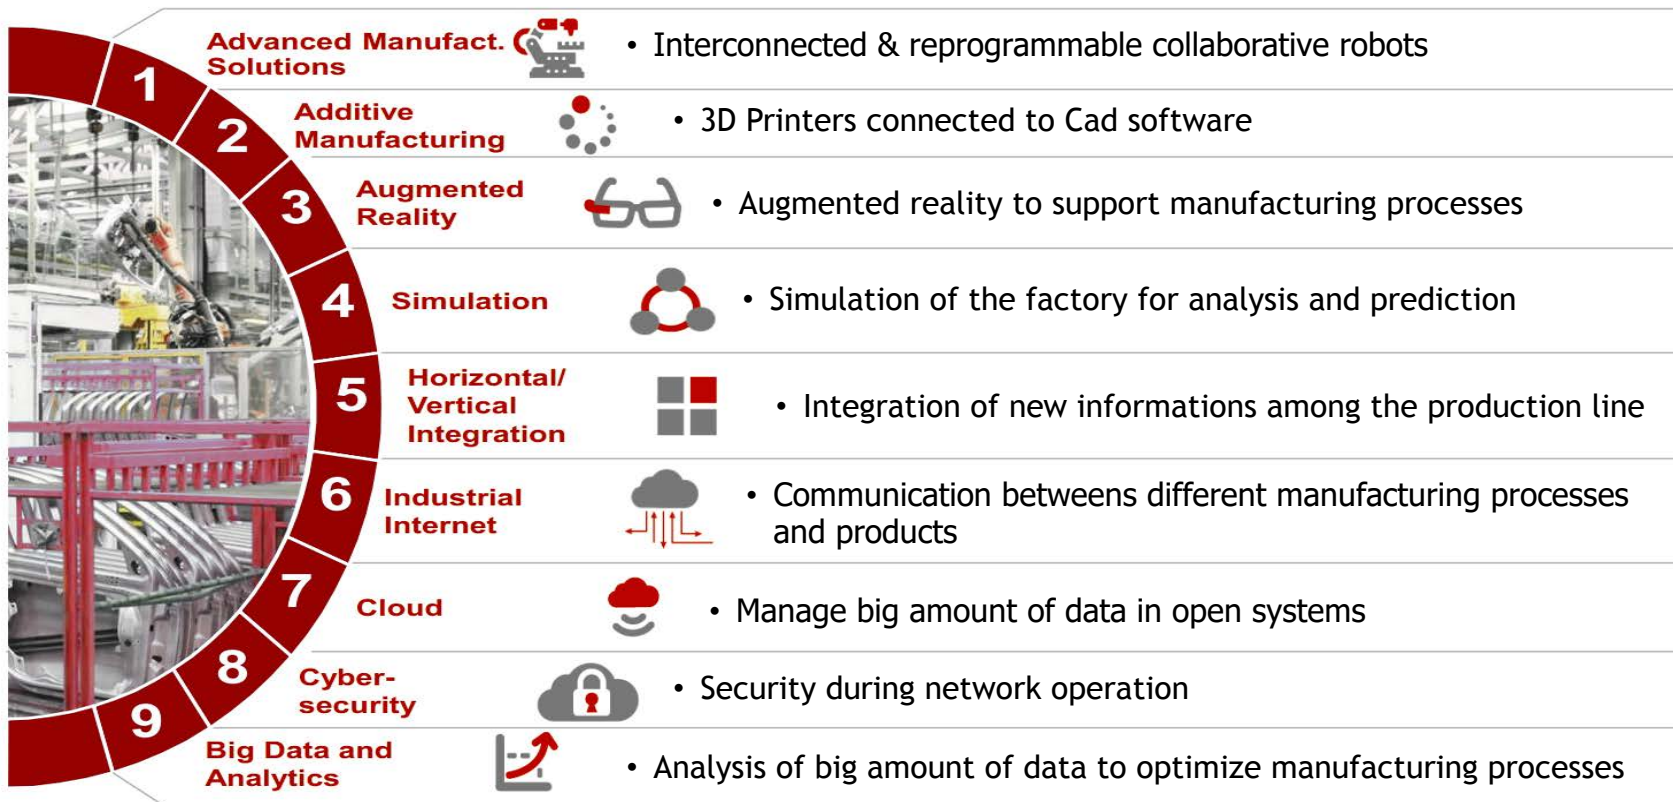 1
Advanced Manufact.
Solutions
• Interconnected & reprogrammable collaborative robots
2
Additive
Manufacturing
• 3D Printers connected to Cad software
3
Augmented
Reality
• Augmented reality to support manufacturing processes
4
Simulation
• Simulation of the factory for analysis and prediction
5
Horizontal/
Vertical
Integration
• Integration of new informations among the production line
6
Industrial
Internet
• Communication betweens different manufacturing processes
and products
7
Cloud
• Manage big amount of data in open systems
8
Cyber-
security
• Security during network operation
9
Big Data and
Analytics
• Analysis of big amount of data to optimize manufacturing processes